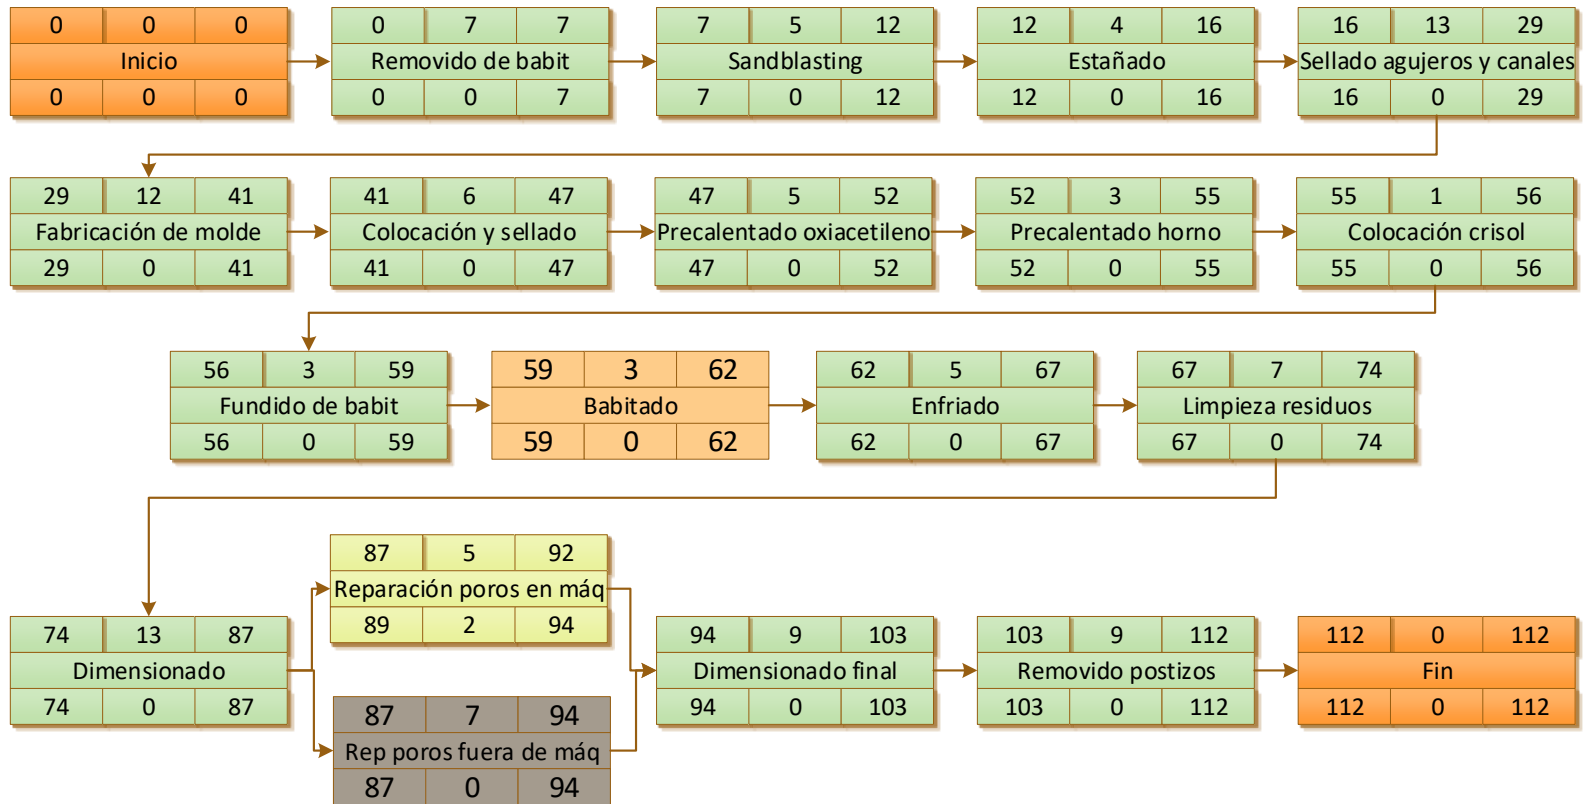 0 0 0
Inicio
0 0 0
0 7 7
Removido de babit
0 0 7
7 5 12
Sandblasting
7 0 12
12 4 16
Estañado
12 0 16
16 13 29
Sellado agujeros y canales
16 0 29
29 12 41
Fabricación de molde
29 0 41
41 6 47
Colocación y sellado
41 0 47
47 5 52
Precalentado oxiacetileno
47 0 52
52 3 55
Precalentado horno
52 0 55
55 1 56
Colocación crisol
55 0 56
56 3 59
Fundido de babit
56 0 59
59 3 62
Babitado
59 0 62
62 5 67
Enfriado
62 0 67
67 7 74
Limpieza residuos
67 0 74
74 13 87
Dimensionado
74 0 87
87 5 92
Reparación poros en máq
89 2 94
87 7 94
Rep poros fuera de máq
87 0 94
94 9 103
Dimensionado final
94 0 103
103 9 112
Removido postizos
103 0 112
112 0 112
Fin
112 0 112